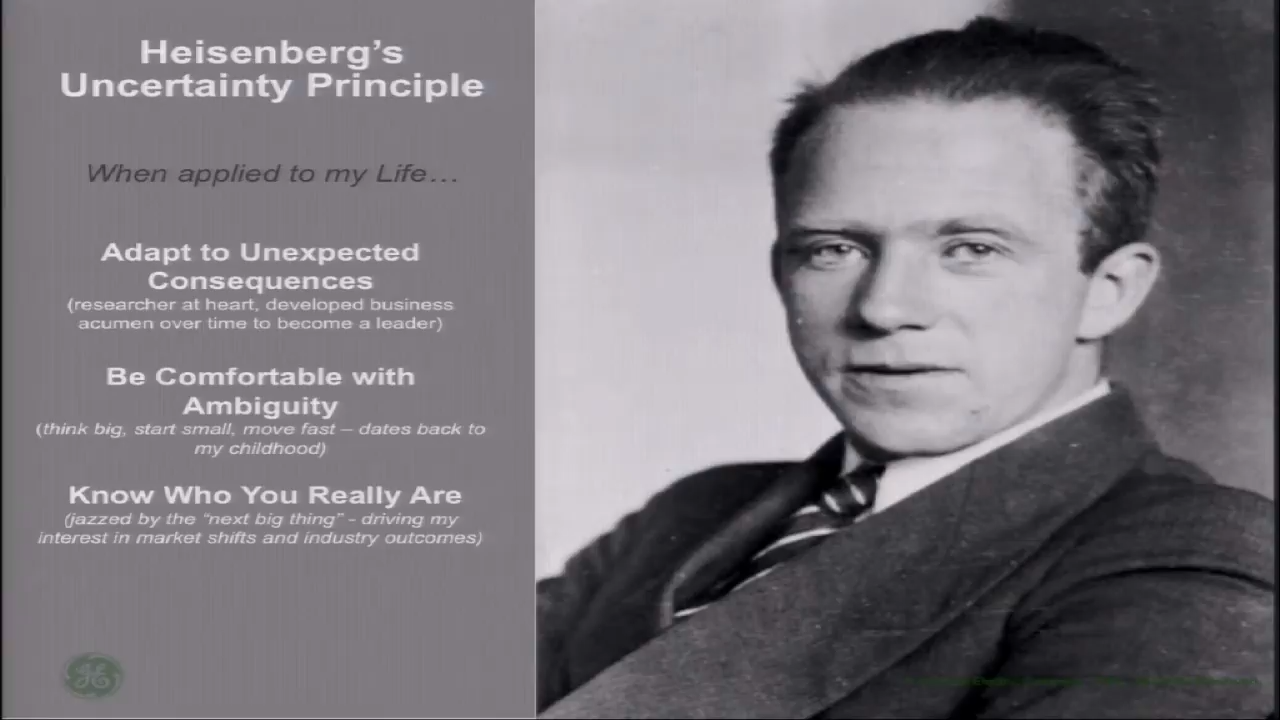 Heisenberg's
Uncertainty Principle
When applied to my Life...
Adapt to Unexpected
Consequences
(researcher at heart, developed business
acumen over time to become a leader)
Be Comfortable with
Ambiguity
(think big, start small, move fast – dates back to
my childhood)
Know Who You Really Are
(jazzed by the “next big thing” - driving my
interest in market shifts and industry outcomes)
GE